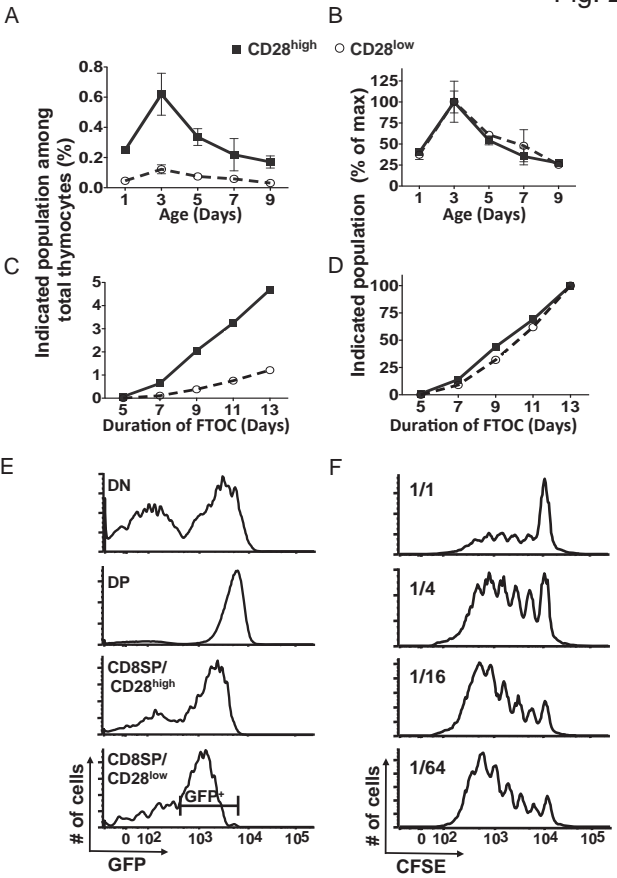 Fig. 2
A
B
CD28high CD28low
Indicated population among
total thymocytes (%)
0.8
0.6
0.4
0.2
0.0
1 3 5 7 9
Age (Days)
Indicated population (% of max)
125
100
75
50
25
0
1 3 5 7 9
Age (Days)
C
5
4
3
2
1
0
5 7 9 11 13
Duration of FTOC (Days)
D
100
75
50
25
0
5 7 9 11 13
Duration of FTOC (Days)
E
DN
DP
CD8SP/
CD28high
CD8SP/
CD28low
GFP+
# of cells
0 10² 10³ 10⁴ 10⁵
GFP
F
1/1
1/4
1/16
1/64
# of cells
0 10² 10³ 10⁴ 10⁵
CFSE